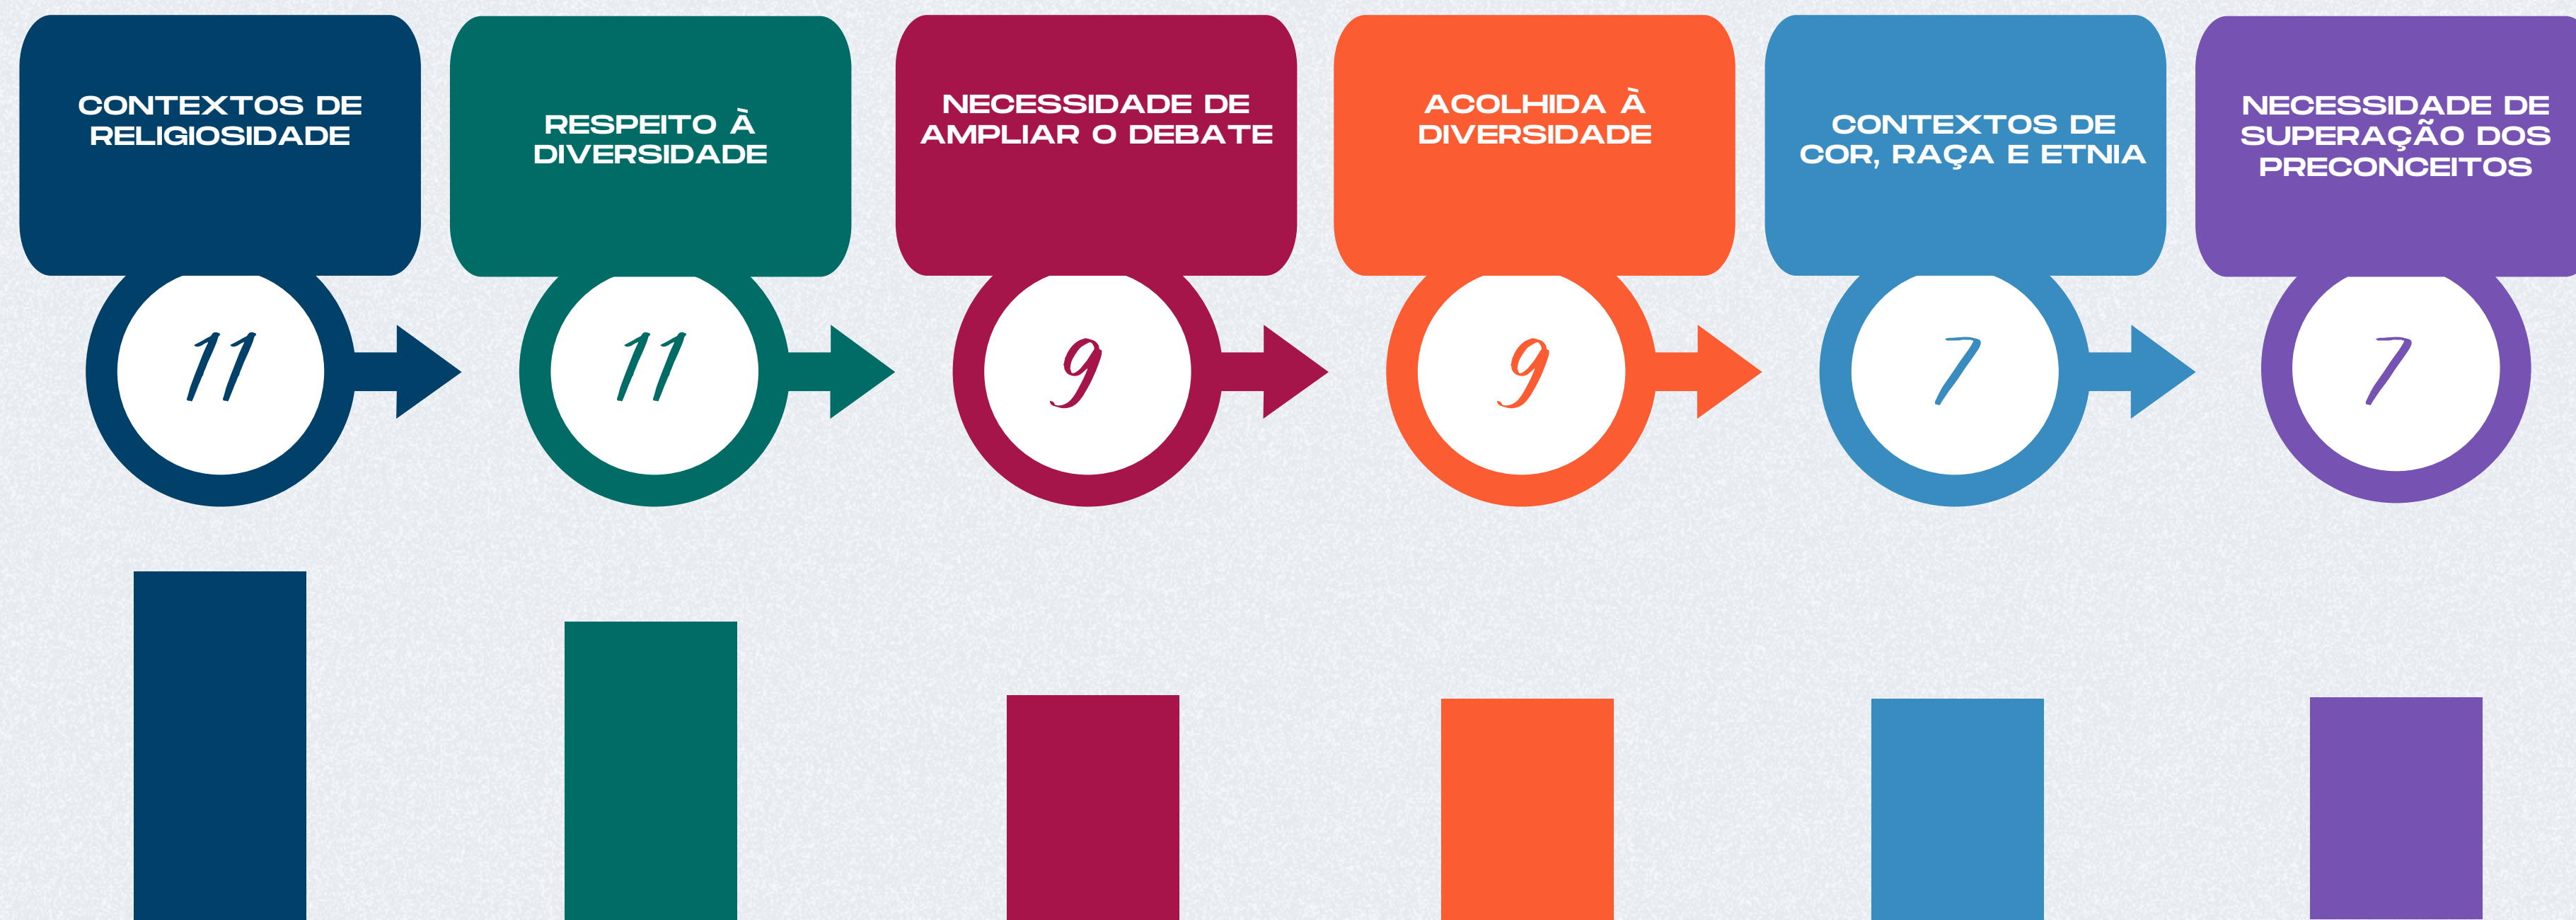 CONTEXTOS DE
RELIGIOSIDADE
11
RESPEITO À
DIVERSIDADE
11
NECESSIDADE DE
AMPLIAR O DEBATE
9
ACOLHIDA À
DIVERSIDADE
9
CONTEXTOS DE
COR, RAÇA E ETNIA
7
NECESSIDADE DE
SUPERAÇÃO DOS
PRECONCEITOS
7